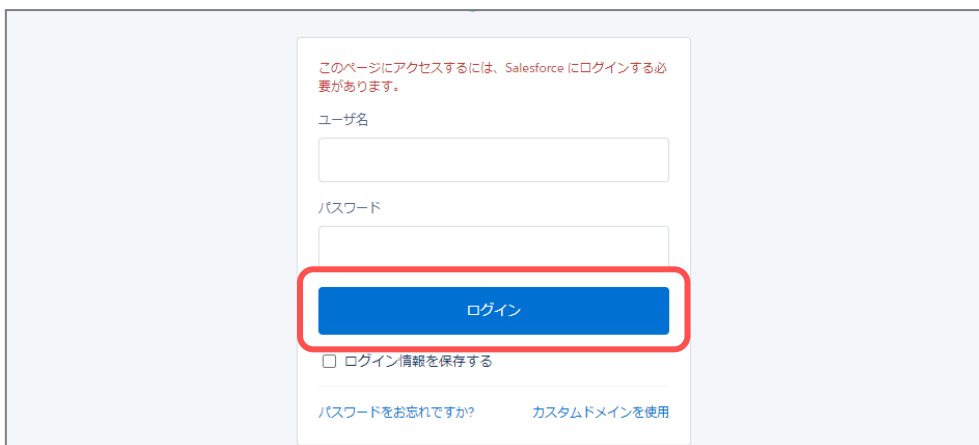 このページにアクセスするには、Salesforce にログインする必
要があります。
ユーザ名
パスワード
ログイン
ログイン情報を保存する
パスワードをお忘れですか?
カスタムドメインを使用